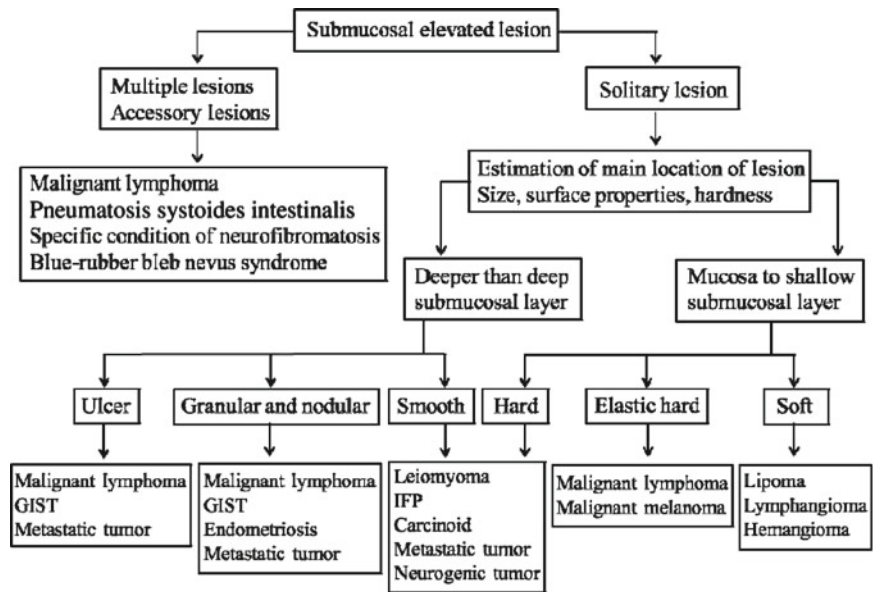 Submucosal elevated lesion
Multiple lesions
Accessory lesions
Solitary lesion
Malignant lymphoma
Pneumatosis systoides intestinalis
Specific condition of neurofibromatosis
Blue-rubber bleb nevus syndrome
Estimation of main location of lesion
Size, surface properties, hardness
Deeper than deep
submucosal layer
Mucosa to shallow
submucosal layer
Ulcer
Granular and nodular
Smooth
Hard
Elastic hard
Soft
Malignant lymphoma
GIST
Metastatic tumor
Malignant lymphoma
GIST
Endometriosis
Metastatic tumor
Leiomyoma
IFP
Carcinoid
Metastatic tumor
Neurogenic tumor
Malignant lymphoma
Malignant melanoma
Lipoma
Lymphangioma
Hemangioma